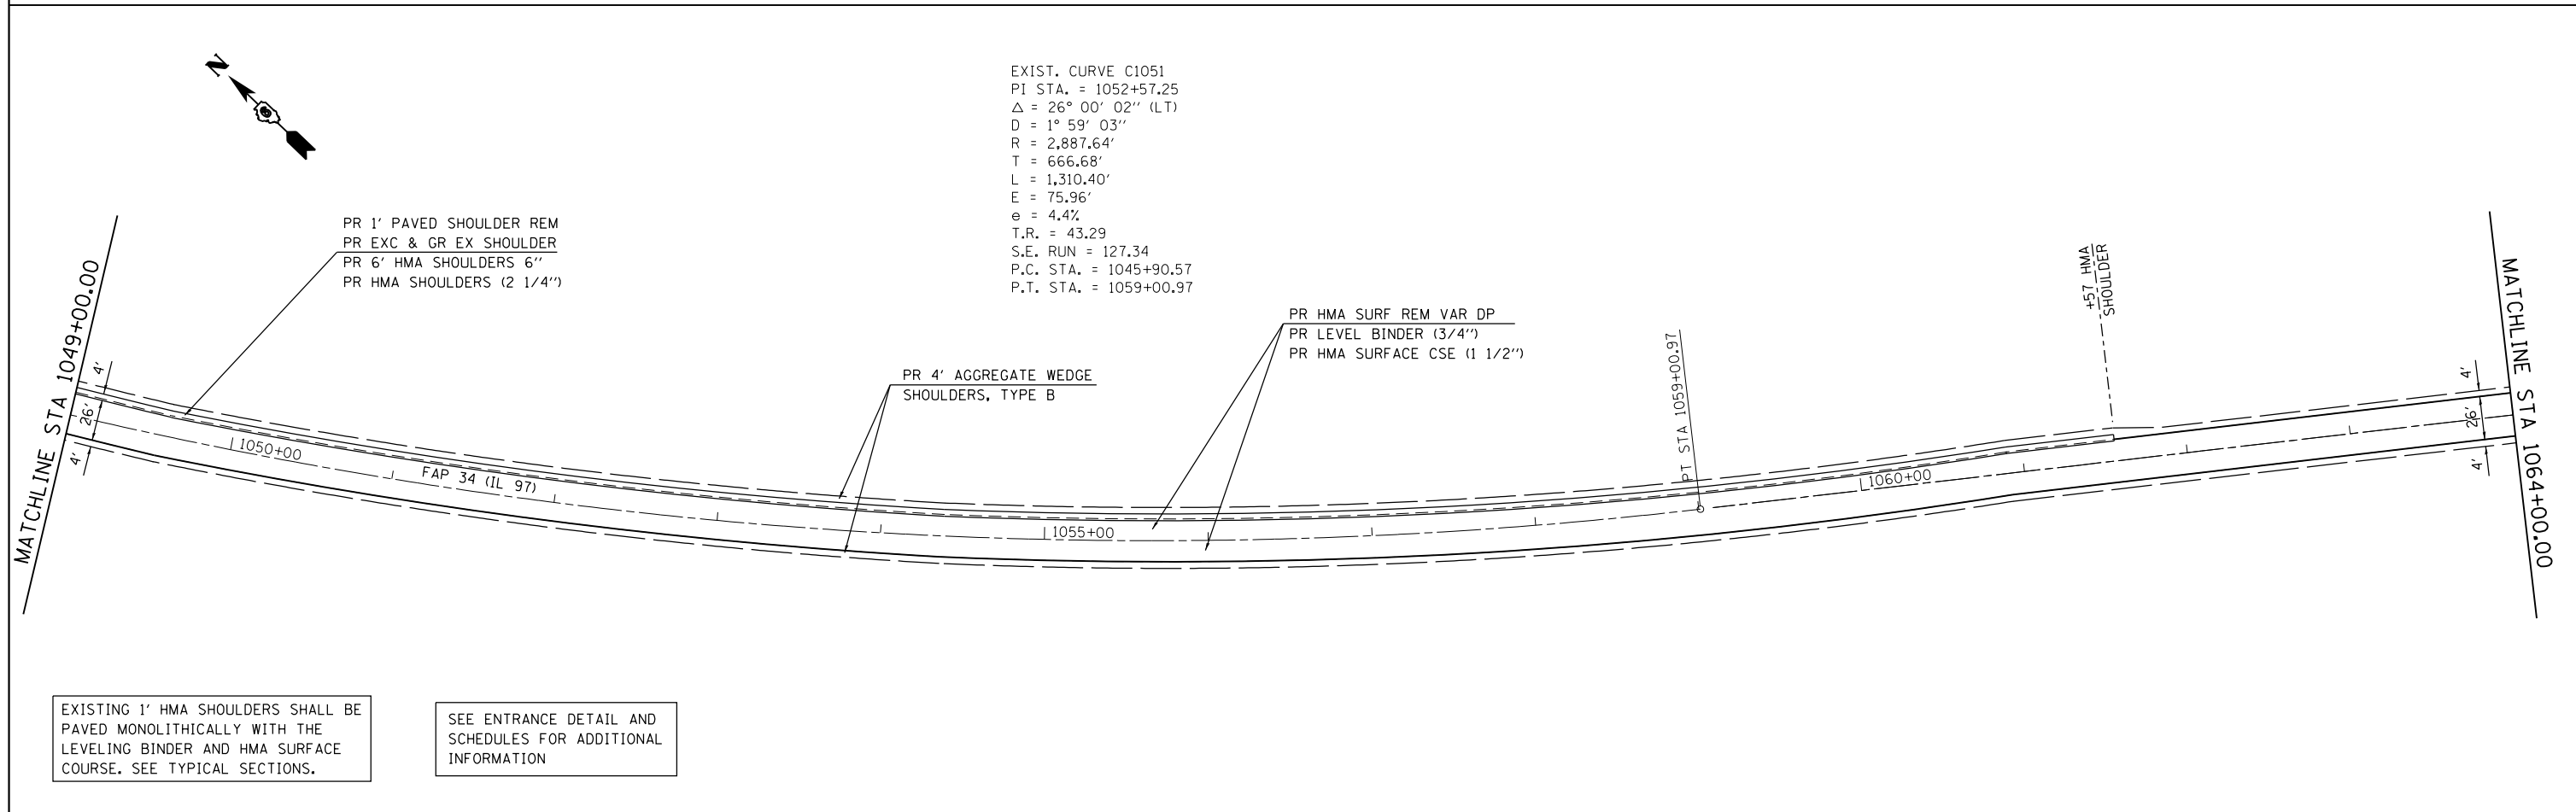 N
EXIST. CURVE C1051
PI STA. = 1052+57.25
△ = 26° 00' 02'' (LT)
D = 1° 59' 03''
R = 2,887.64'
T = 666.68'
L = 1,310.40'
E = 75.96'
e = 4.4%
T.R. = 43.29
S.E. RUN = 127.34
P.C. STA. = 1045+90.57
P.T. STA. = 1059+00.97
PR 1' PAVED SHOULDER REM
PR EXC & GR EX SHOULDER
PR 6' HMA SHOULDERS 6''
PR HMA SHOULDERS (2 1/4'')
PR HMA SURF REM VAR DP
PR LEVEL BINDER (3/4'')
PR HMA SURFACE CSE (1 1/2'')
PR 4' AGGREGATE WEDGE
SHOULDERS, TYPE B
+57 HMA
SHOULDER
PT STA 1059+00.97
MATCHLINE STA 1049+00.00
4'
26'
4'
1050+00
FAP 34 (IL 97)
1055+00
1060+00
4'
26'
4'
MATCHLINE STA 1064+00.00
EXISTING 1' HMA SHOULDERS SHALL BE
PAVED MONOLITHICALLY WITH THE
LEVELING BINDER AND HMA SURFACE
COURSE. SEE TYPICAL SECTIONS.
SEE ENTRANCE DETAIL AND
SCHEDULES FOR ADDITIONAL
INFORMATION